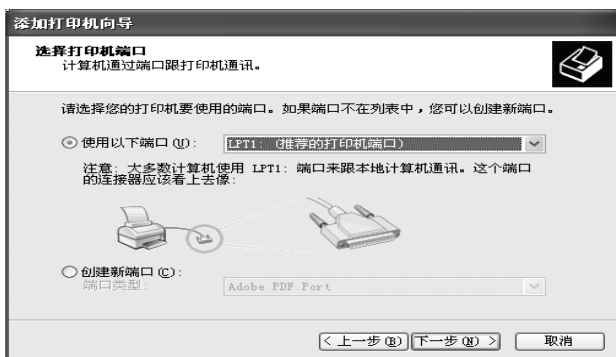 添加打印机向导
选择打印机端口
计算机通过端口跟打印机通讯。
请选择您的打印机要使用的端口。如果端口不在列表中，您可以创建新端口。
使用以下端口(U): LPT1: (推荐的打印机端口)
注意: 大多数计算机使用 LPT1: 端口来跟本地计算机通讯。这个端口
的连接器应该看上去像:
创建新端口(C):
端口类型: Adobe PDF Port
< 上一步(B) 下一步(N) > 取消